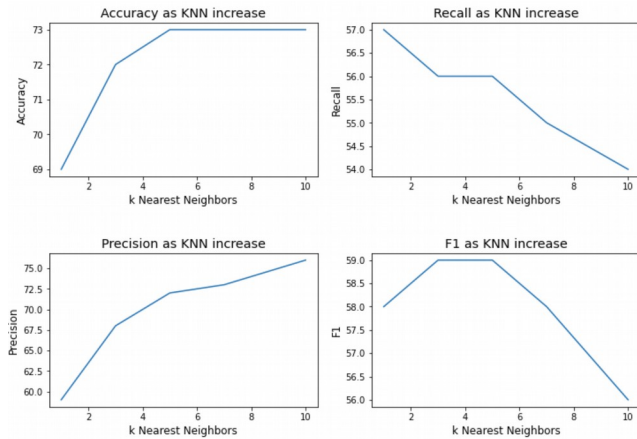 Accuracy as KNN increase
73
72
71
70
69
Accuracy
2 4 6 8 10
k Nearest Neighbors
Recall as KNN increase
57.0
56.5
56.0
55.5
55.0
54.5
54.0
Recall
2 4 6 8 10
k Nearest Neighbors
Precision as KNN increase
75.0
72.5
70.0
67.5
65.0
62.5
60.0
Precision
2 4 6 8 10
k Nearest Neighbors
F1 as KNN increase
59.0
58.5
58.0
57.5
57.0
56.5
56.0
F1
2 4 6 8 10
k Nearest Neighbors